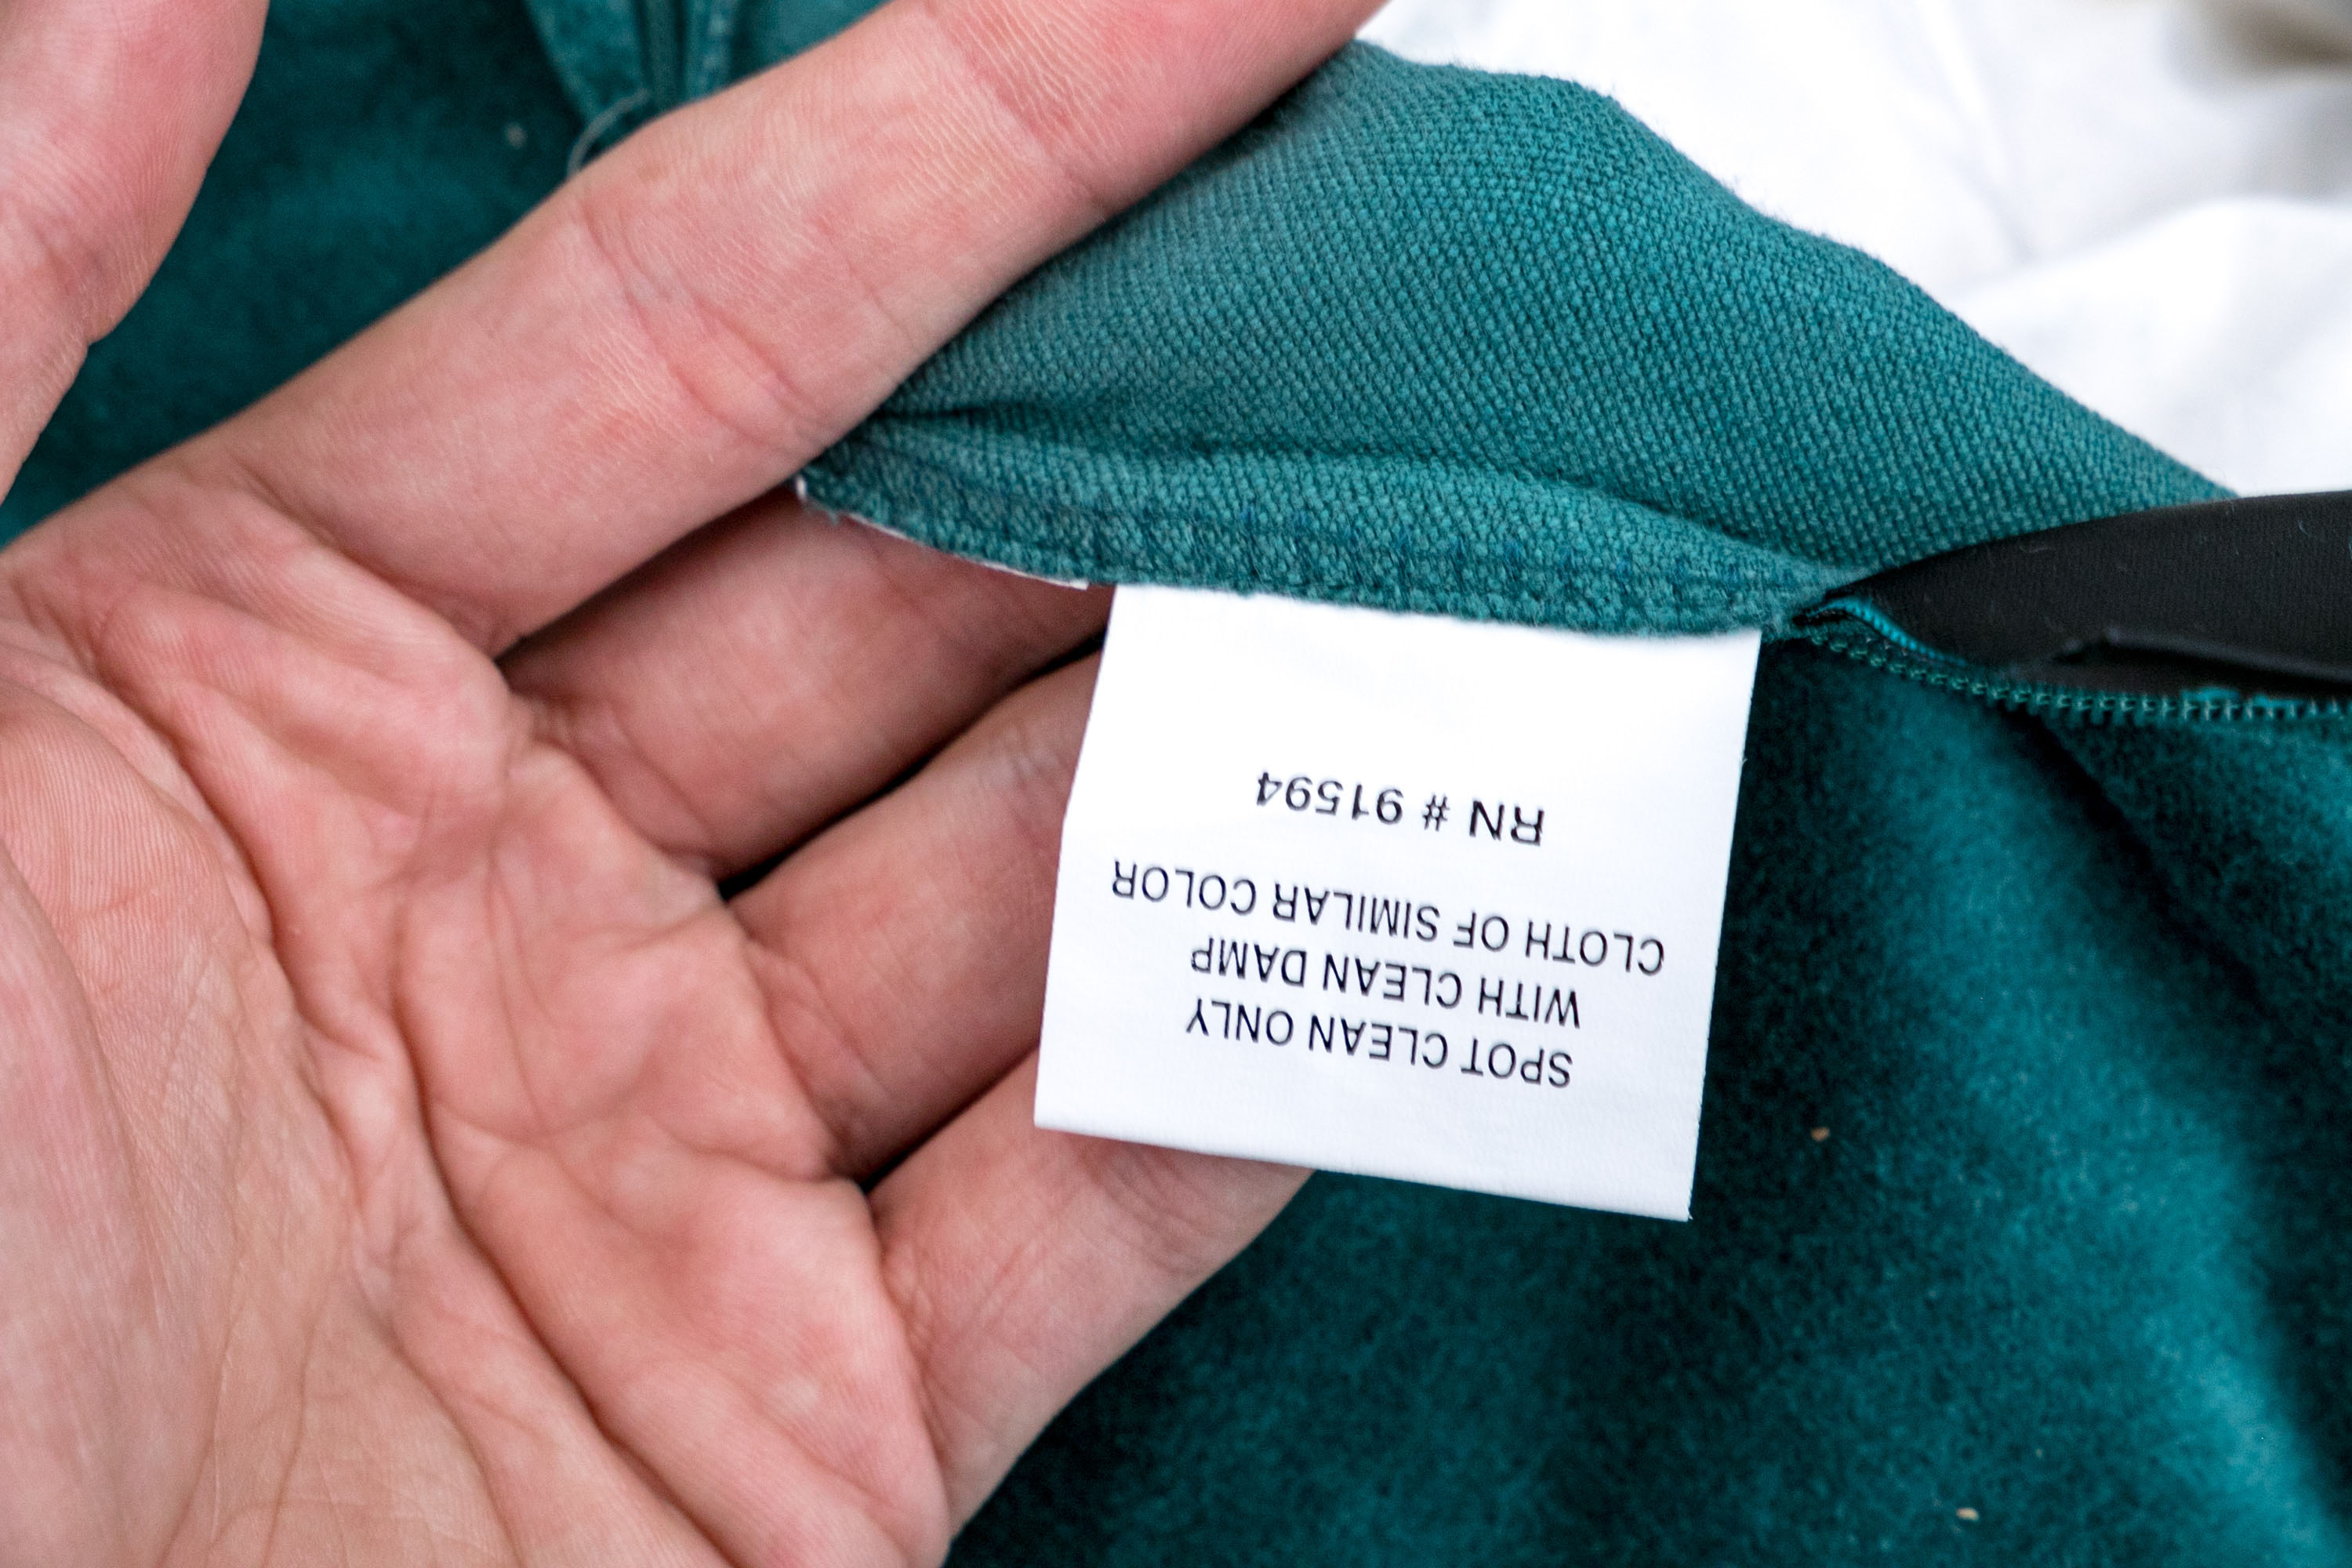 SPOT CLEAN ONLY
WITH CLEAN DAMP
CLOTH OF SIMILAR COLOR
RN # 91594